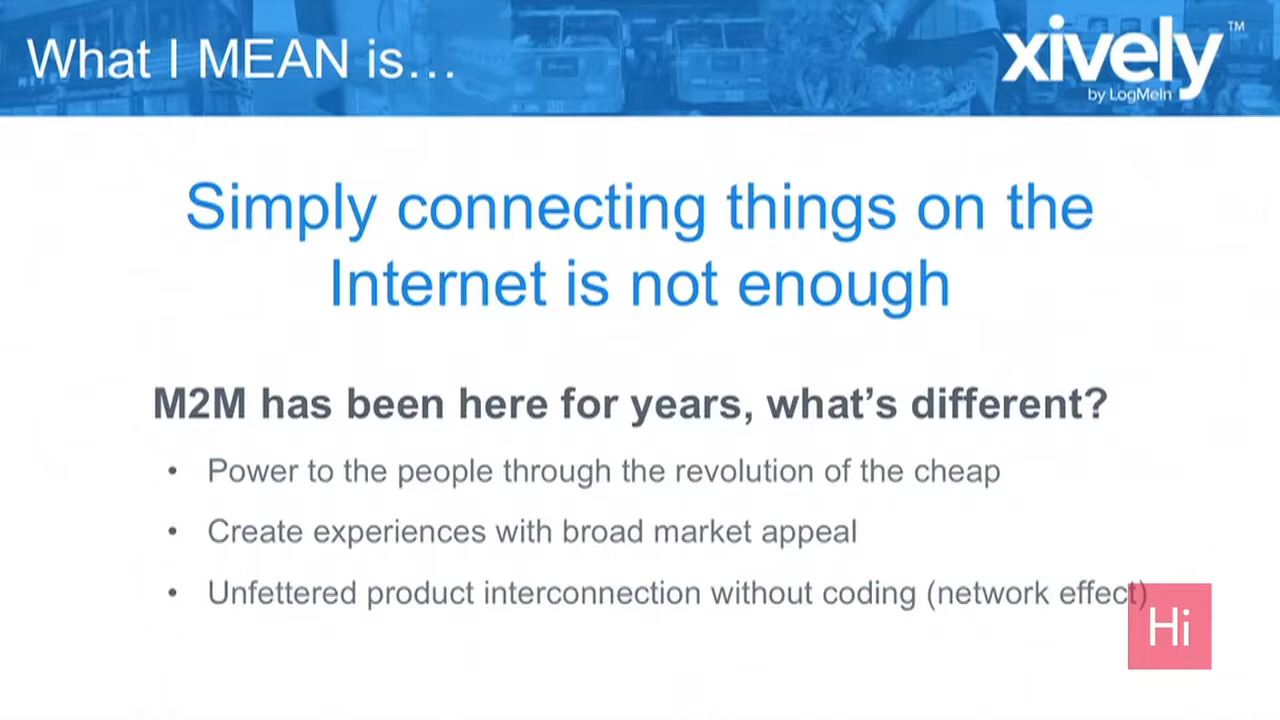 What I MEAN is...
xively™
by LogMeIn
Simply connecting things on the
Internet is not enough
M2M has been here for years, what's different?
• Power to the people through the revolution of the cheap
• Create experiences with broad market appeal
• Unfettered product interconnection without coding (network effect)
Hi